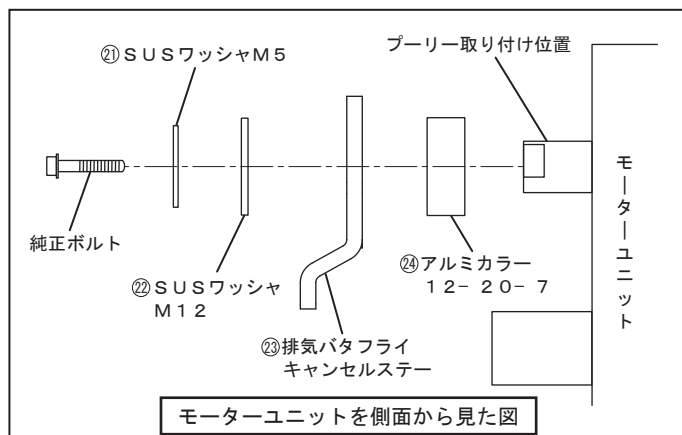 ㉑ＳＵＳワッシャＭ５
プーリー取り付け位置
純正ボルト
㉒ＳＵＳワッシャ
Ｍ１２
㉓排気バタフライ
キャンセルステー
㉔アルミカラー
１２－２０－７
モーターユニット
モーターユニットを側面から見た図